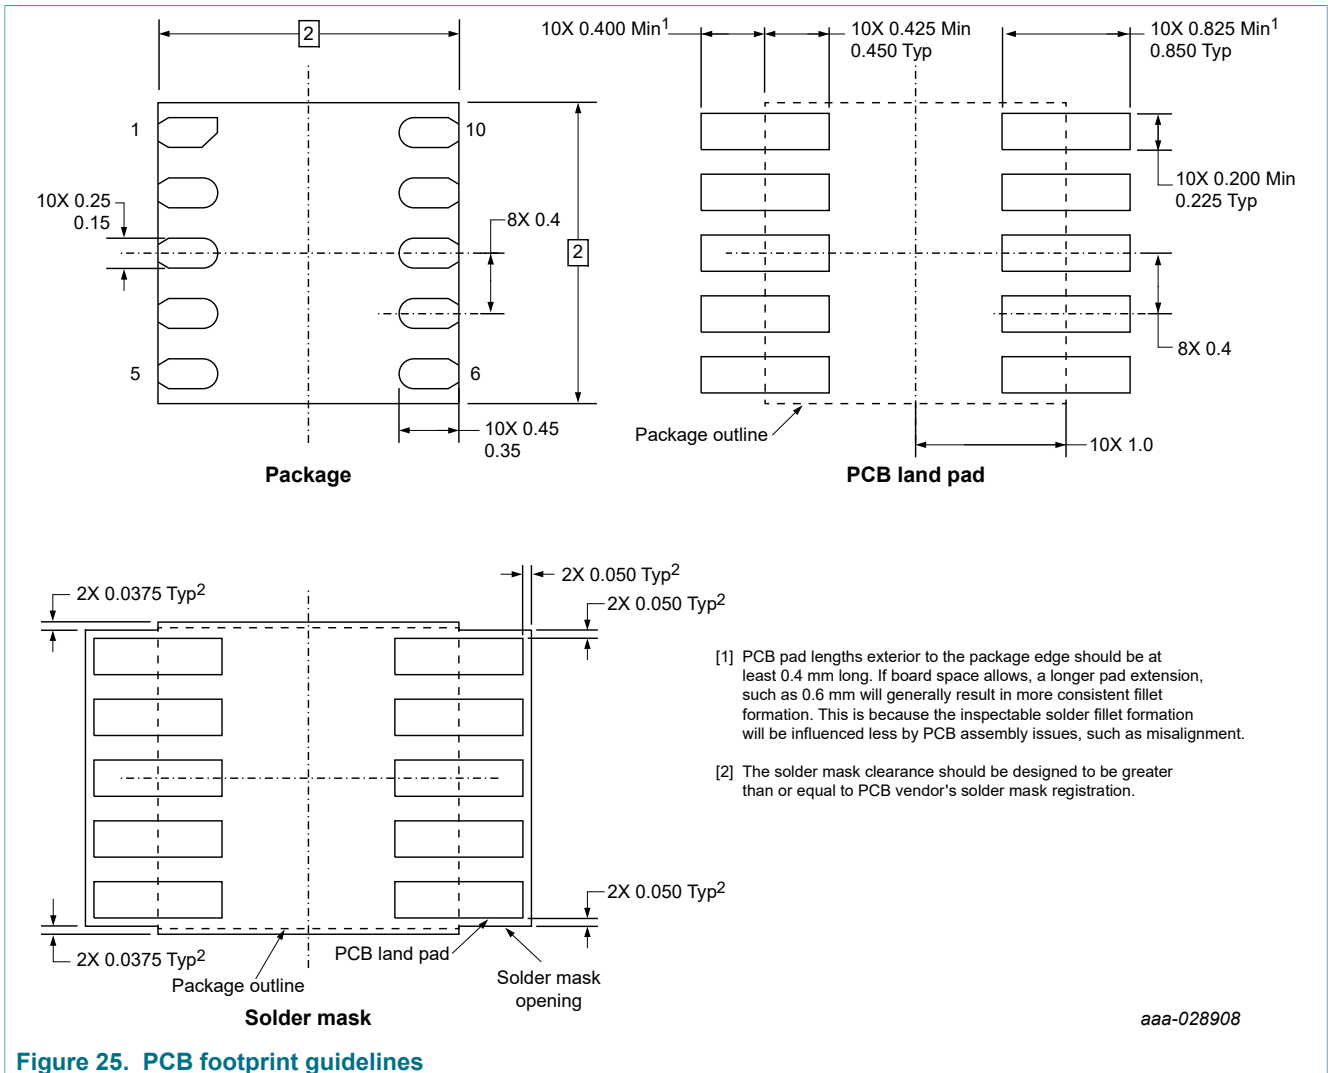 2
1
10
10X 0.25
0.15
8X 0.4
2
5
6
10X 0.45
0.35
Package
10X 0.400 Min1
10X 0.425 Min
0.450 Typ
10X 0.825 Min1
0.850 Typ
10X 0.200 Min
0.225 Typ
8X 0.4
Package outline
10X 1.0
PCB land pad
2X 0.0375 Typ2
2X 0.050 Typ2
2X 0.050 Typ2
2X 0.050 Typ2
2X 0.0375 Typ2
PCB land pad
Package outline
Solder mask
opening
Solder mask
[1] PCB pad lengths exterior to the package edge should be at
least 0.4 mm long. If board space allows, a longer pad extension,
such as 0.6 mm will generally result in more consistent fillet
formation. This is because the inspectable solder fillet formation
will be influenced less by PCB assembly issues, such as misalignment.
[2] The solder mask clearance should be designed to be greater
than or equal to PCB vendor's solder mask registration.
aaa-028908
Figure 25. PCB footprint guidelines